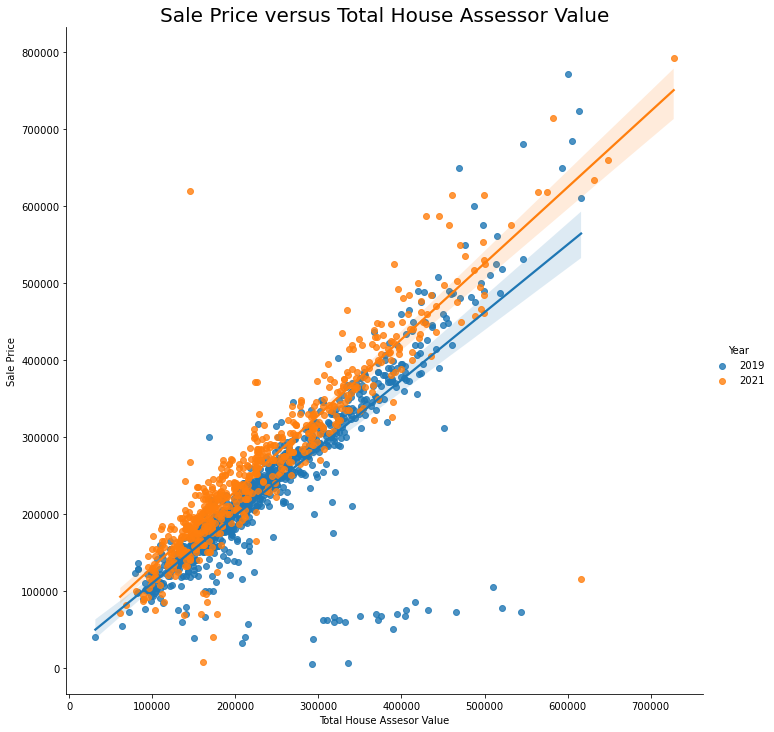 Sale Price versus Total House Assessor Value
800000
700000
600000
500000
400000
300000
200000
100000
0
Sale Price
0 100000 200000 300000 400000 500000 600000 700000
Total House Assesor Value
Year
2019
2021